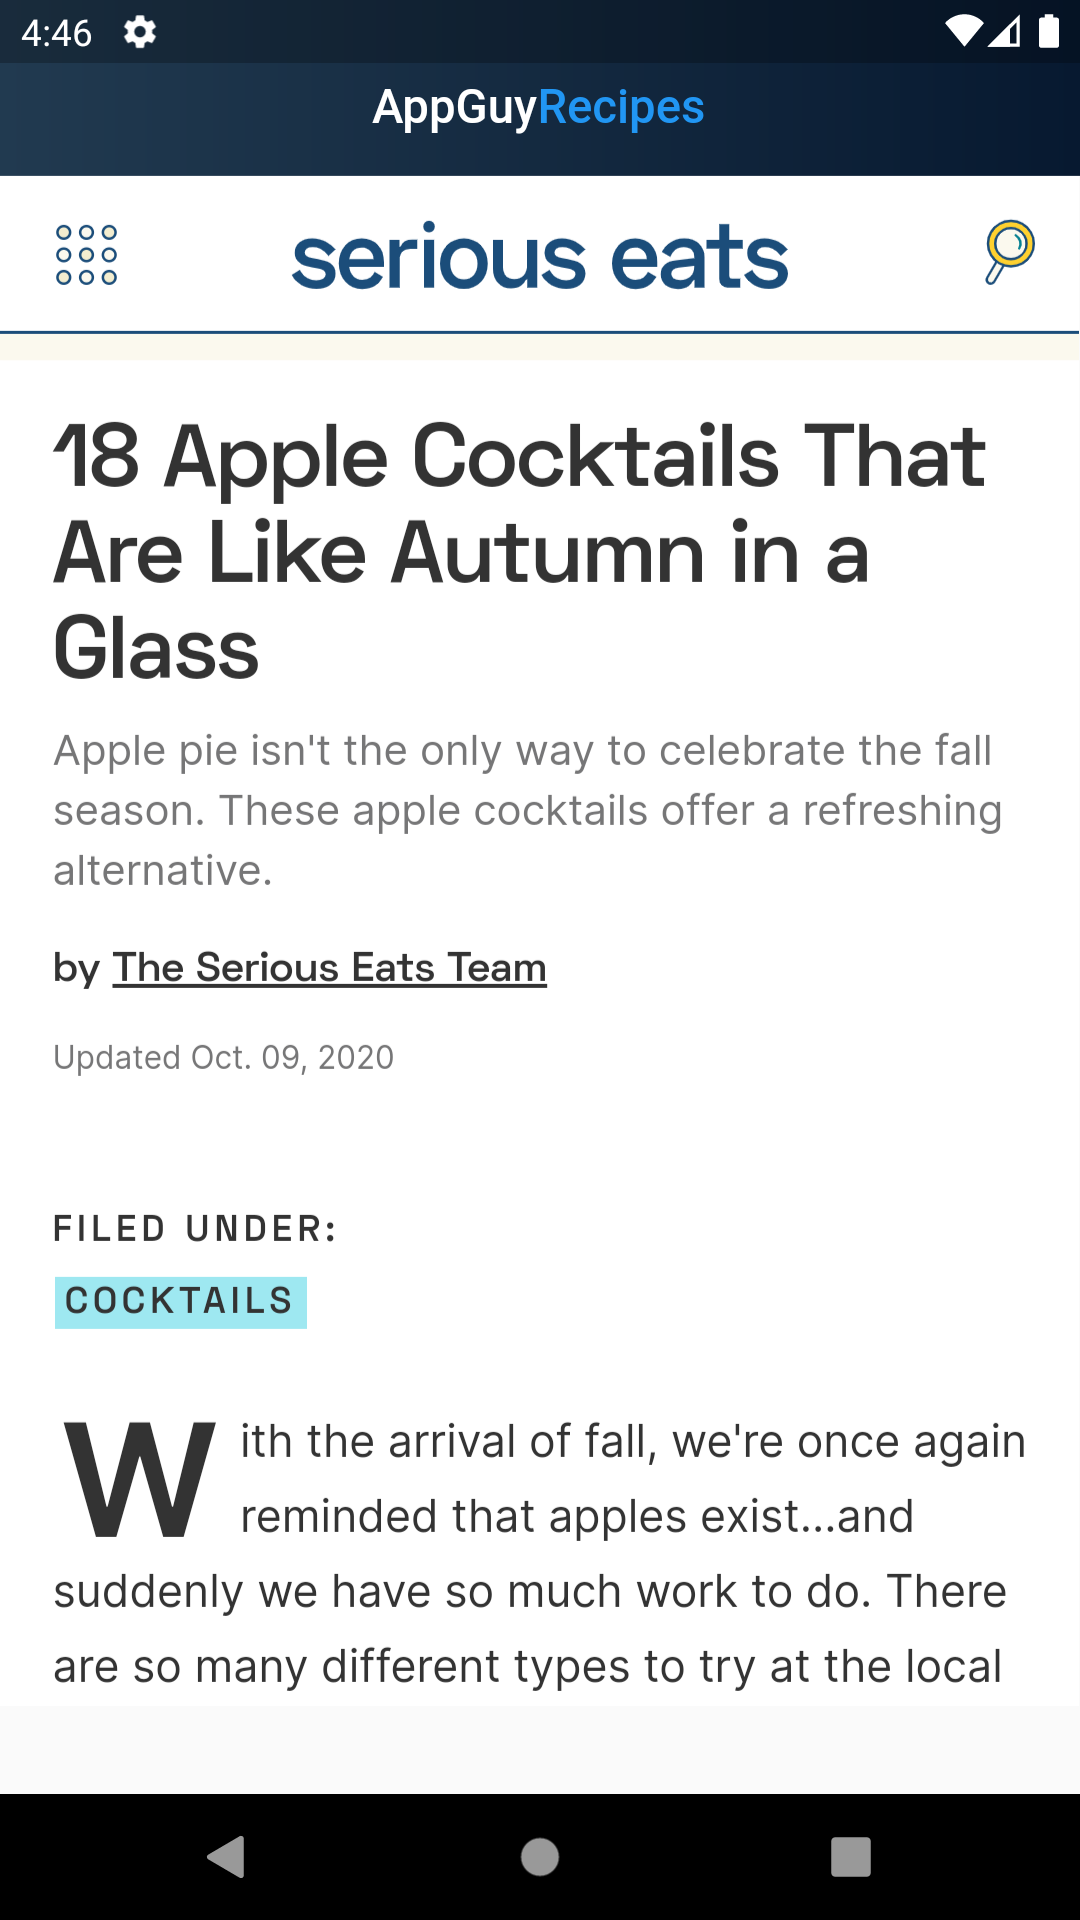 4:46
AppGuyRecipes
serious eats
18 Apple Cocktails That
Are Like Autumn in a
Glass
Apple pie isn't the only way to celebrate the fall
season. These apple cocktails offer a refreshing
alternative.
by The Serious Eats Team
Updated Oct. 09, 2020
FILED UNDER:
COCKTAILS
With the arrival of fall, we're once again
reminded that apples exist...and
suddenly we have so much work to do. There
are so many different types to try at the local